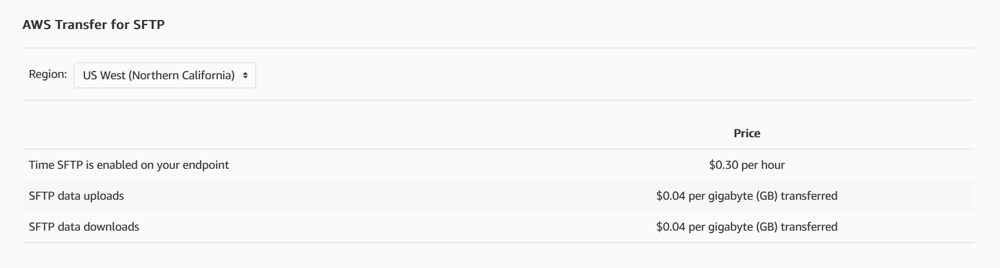 AWS Transfer for SFTP
Region: US West (Northern California)
Price
Time SFTP is enabled on your endpoint $0.30 per hour
SFTP data uploads $0.04 per gigabyte (GB) transferred
SFTP data downloads $0.04 per gigabyte (GB) transferred